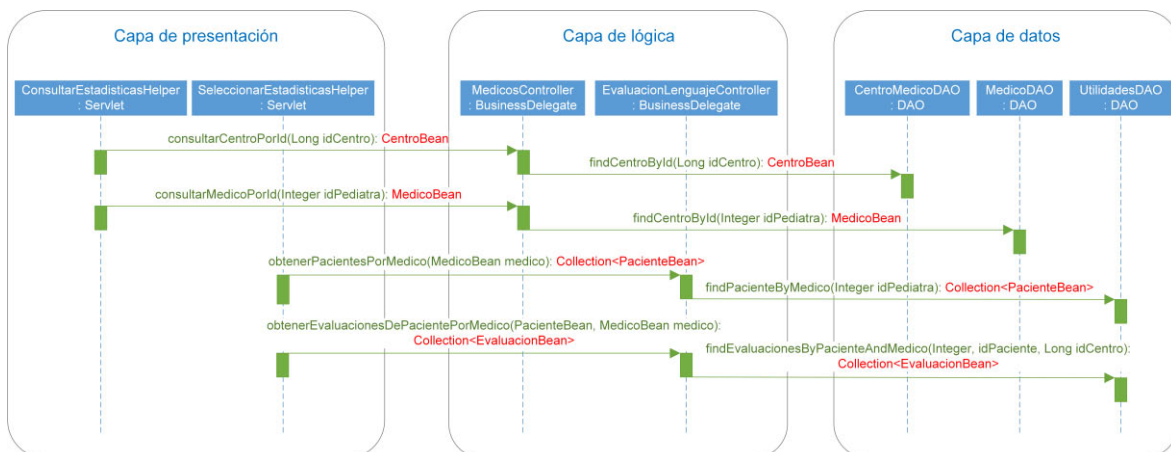 Capa de presentación
Capa de lógica
Capa de datos
ConsultarEstadisticasHelper
: Servlet
SeleccionarEstadisticasHelper
: Servlet
MedicosController
: BusinessDelegate
EvaluacionLenguajeController
: BusinessDelegate
CentroMedicoDAO
: DAO
MedicoDAO
: DAO
UtilidadesDAO
: DAO
consultarCentroPorId(Long idCentro): CentroBean
findCentroById(Long idCentro): CentroBean
consultarMedicoPorId(Integer idPediatra): MedicoBean
findCentroById(Integer idPediatra): MedicoBean
obtenerPacientesPorMedico(MedicoBean medico): Collection<PacienteBean>
findPacienteByMedico(Integer idPediatra): Collection<PacienteBean>
obtenerEvaluacionesDePacientePorMedico(PacienteBean, MedicoBean medico):
Collection<EvaluacionBean>
findEvaluacionesByPacienteAndMedico(Integer, idPaciente, Long idCentro):
Collection<EvaluacionBean>